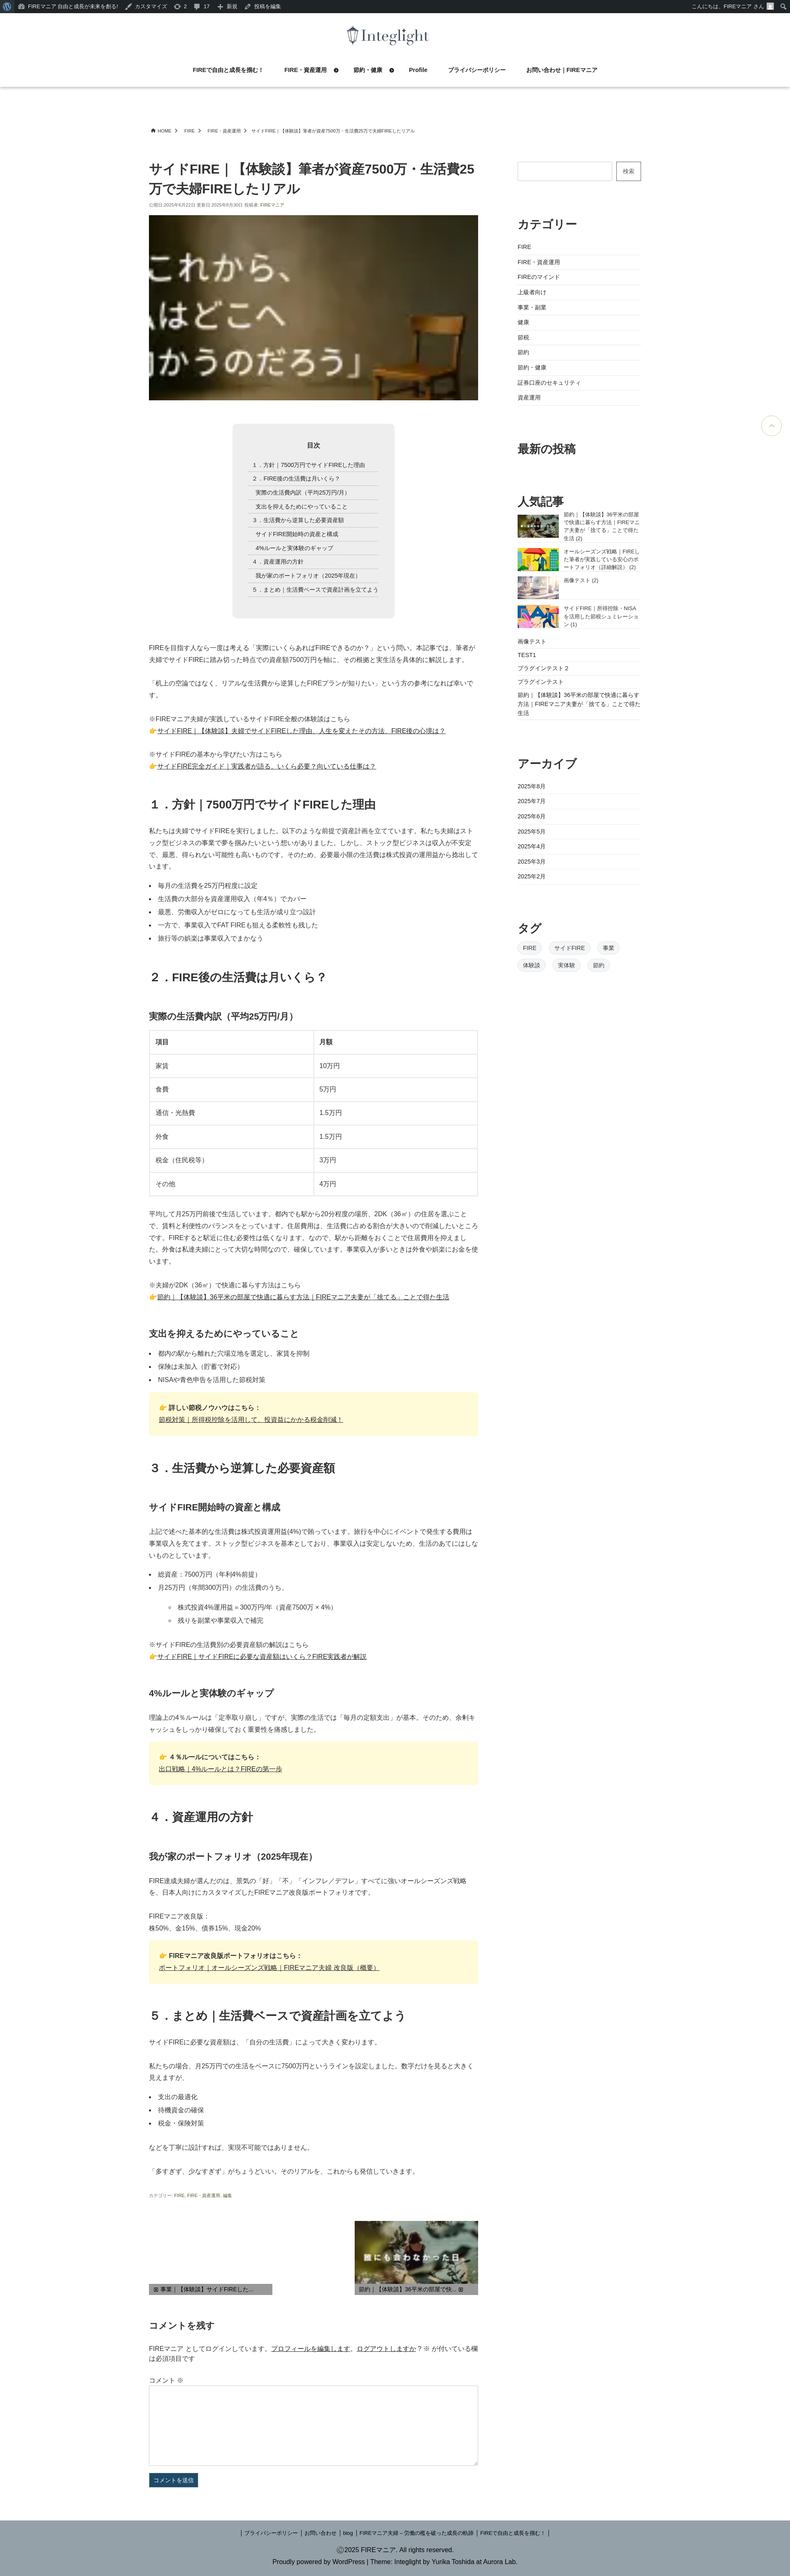 FIREマニア 自由と成長が未来を創る! カスタマイズ 2 17 新規 投稿を編集 こんにちは、FIREマニア さん
Integlight
FIREで自由と成長を掴む！ FIRE・資産運用 節約・健康 Profile プライバシーポリシー お問い合わせ｜FIREマニア
HOME FIRE FIRE・資産運用 サイドFIRE｜【体験談】筆者が資産7500万・生活費25万で夫婦FIREしたリアル
サイドFIRE｜【体験談】筆者が資産7500万・生活費25
万で夫婦FIREしたリアル
公開日:2025年6月22日 更新日:2025年8月30日 投稿者: FIREマニア
これから
私はどこへ
向かうのだろう」
目次
１．方針｜7500万円でサイドFIREした理由
２．FIRE後の生活費は月いくら？
実際の生活費内訳（平均25万円/月）
支出を抑えるためにやっていること
３．生活費から逆算した必要資産額
サイドFIRE開始時の資産と構成
4%ルールと実体験のギャップ
４．資産運用の方針
我が家のポートフォリオ（2025年現在）
５．まとめ｜生活費ベースで資産計画を立てよう
FIREを目指す人なら一度は考える「実際にいくらあればFIREできるのか？」という問い。本記事では、筆者が
夫婦でサイドFIREに踏み切った時点での資産額7500万円を軸に、その根拠と実生活を具体的に解説します。
「机上の空論ではなく、リアルな生活費から逆算したFIREプランが知りたい」という方の参考になれば幸いで
す。
※FIREマニア夫婦が実践しているサイドFIRE全般の体験談はこちら
👉サイドFIRE｜【体験談】夫婦でサイドFIREした理由、人生を変えたその方法、FIRE後の心境は？
※サイドFIREの基本から学びたい方はこちら
👉サイドFIRE完全ガイド｜実践者が語る、いくら必要？向いている仕事は？
１．方針｜7500万円でサイドFIREした理由
私たちは夫婦でサイドFIREを実行しました。以下のような前提で資産計画を立てています。私たち夫婦はストッ
ク型ビジネスの事業で夢を掴みたいという想いがありました。しかし、ストック型ビジネスは収入が不安定
で、最悪、得られない可能性も高いものです。そのため、必要最小限の生活費は株式投資の運用益から捻出して
います。
• 毎月の生活費を25万円程度に設定
• 生活費の大部分を資産運用収入（年4％）でカバー
• 最悪、労働収入がゼロになっても生活が成り立つ設計
• 一方で、事業収入でFAT FIREも狙える柔軟性も残した
• 旅行等の娯楽は事業収入でまかなう
２．FIRE後の生活費は月いくら？
実際の生活費内訳（平均25万円/月）
項目 月額
家賃 10万円
食費 5万円
通信・光熱費 1.5万円
外食 1.5万円
税金（住民税等） 3万円
その他 4万円
平均して月25万円前後で生活しています。都内でも駅から20分程度の場所、2DK（36㎡）の住居を選ぶこと
で、賃料と利便性のバランスをとっています。住居費用は、生活費に占める割合が大きいので削減したいところ
です。FIREすると駅近に住む必要性は低くなります。なので、駅から距離をおくことで住居費用を抑えまし
た。外食は私達夫婦にとって大切な時間なので、確保しています。事業収入が多いときは外食や娯楽にお金を使
います。
※夫婦が2DK（36㎡）で快適に暮らす方法はこちら
👉節約｜【体験談】36平米の部屋で快適に暮らす方法｜FIREマニア夫妻が「捨てる」ことで得た生活
支出を抑えるためにやっていること
• 都内の駅から離れた穴場立地を選定し、家賃を抑制
• 保険は未加入（貯蓄で対応）
• NISAや青色申告を活用した節税対策
👉 詳しい節税ノウハウはこちら：
節税対策｜所得税控除を活用して、投資益にかかる税金削減！
３．生活費から逆算した必要資産額
サイドFIRE開始時の資産と構成
上記で述べた基本的な生活費は株式投資運用益(4%)で賄っています。旅行を中心にイベントで発生する費用は
事業収入を充てます。ストック型ビジネスを基本としており、事業収入は安定しないため、生活のあてにはしな
いものとしています。
• 総資産：7500万円（年利4%前提）
• 月25万円（年間300万円）の生活費のうち、
○ 株式投資4%運用益＝300万円/年（資産7500万 × 4%）
○ 残りを副業や事業収入で補完
※サイドFIREの生活費別の必要資産額の解説はこちら
👉サイドFIRE｜サイドFIREに必要な資産額はいくら？FIRE実践者が解説
4%ルールと実体験のギャップ
理論上の4％ルールは「定率取り崩し」ですが、実際の生活では「毎月の定額支出」が基本。そのため、余剰キ
ャッシュをしっかり確保しておく重要性を痛感しました。
👉 ４％ルールについてはこちら：
出口戦略｜4%ルールとは？FIREの第一歩
４．資産運用の方針
我が家のポートフォリオ（2025年現在）
FIRE達成夫婦が選んだのは、景気の「好」「不」「インフレ／デフレ」すべてに強いオールシーズンズ戦略
を、日本人向けにカスタマイズしたFIREマニア改良版ポートフォリオです。
FIREマニア改良版：
株50%、金15%、債券15%、現金20%
👉 FIREマニア改良版ポートフォリオはこちら：
ポートフォリオ｜オールシーズンズ戦略｜FIREマニア夫婦 改良版（概要）
５．まとめ｜生活費ベースで資産計画を立てよう
サイドFIREに必要な資産額は、「自分の生活費」によって大きく変わります。
私たちの場合、月25万円での生活をベースに7500万円というラインを設定しました。数字だけを見ると大きく
見えますが、
• 支出の最適化
• 待機資金の確保
• 税金・保険対策
などを丁寧に設計すれば、実現不可能ではありません。
「多すぎず、少なすぎず」がちょうどいい。そのリアルを、これからも発信していきます。
カテゴリー: FIRE, FIRE・資産運用, 編集
事業｜【体験談】サイドFIREした...
誰にも会わなかった日。
節約｜【体験談】36平米の部屋で快...
コメントを残す
FIREマニア としてログインしています。プロフィールを編集します。ログアウトしますか ? ※ が付いている欄
は必須項目です
コメント ※
コメントを送信
検索
カテゴリー
FIRE
FIRE・資産運用
FIREのマインド
上級者向け
事業・副業
健康
節税
節約
節約・健康
証券口座のセキュリティ
資産運用
最新の投稿
人気記事
節約｜【体験談】36平米の部屋
で快適に暮らす方法｜FIREマニ
ア夫妻が「捨てる」ことで得た
生活 (2)
オールシーズンズ戦略｜FIREし
た筆者が実践している安心のポ
ートフォリオ（詳細解説） (2)
画像テスト (2)
サイドFIRE｜所得控除・NISA
を活用した節税シュミレーショ
ン (1)
画像テスト
TEST1
プラグインテスト２
プラグインテスト
節約｜【体験談】36平米の部屋で快適に暮らす
方法｜FIREマニア夫妻が「捨てる」ことで得た
生活
アーカイブ
2025年8月
2025年7月
2025年6月
2025年5月
2025年4月
2025年3月
2025年2月
タグ
FIRE サイドFIRE 事業
体験談 実体験 節約
プライバシーポリシー | お問い合わせ | blog | FIREマニア夫婦 – 労働の檻を破った成長の軌跡 | FIREで自由と成長を掴む！
©2025 FIREマニア. All rights reserved.
Proudly powered by WordPress | Theme: Integlight by Yurika Toshida at Aurora Lab.